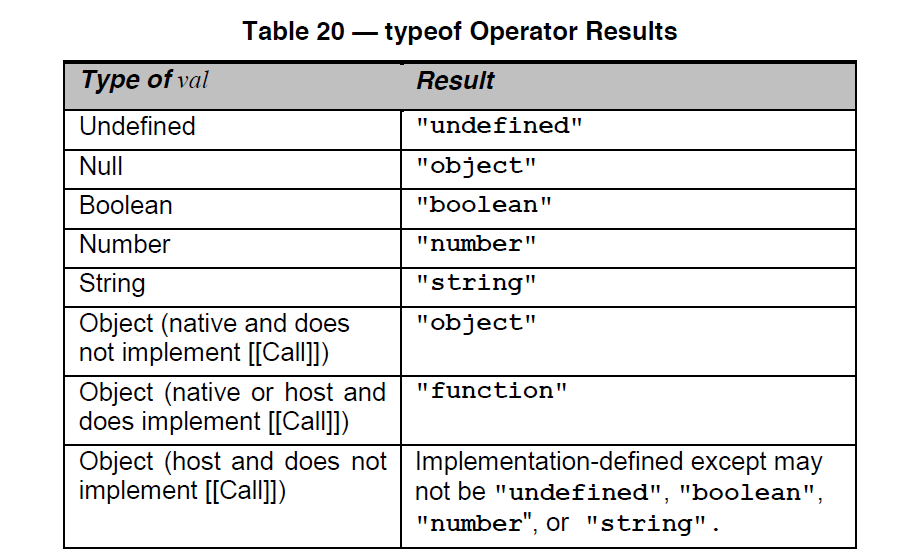 Table 20 — typeof Operator Results
Type of val Result
Undefined "undefined"
Null "object"
Boolean "boolean"
Number "number"
String "string"
Object (native and does "object"
not implement [[Call]])
Object (native or host and "function"
does implement [[Call]])
Object (host and does not Implementation-defined except may
implement [[Call]]) not be "undefined", "boolean",
"number", or "string".